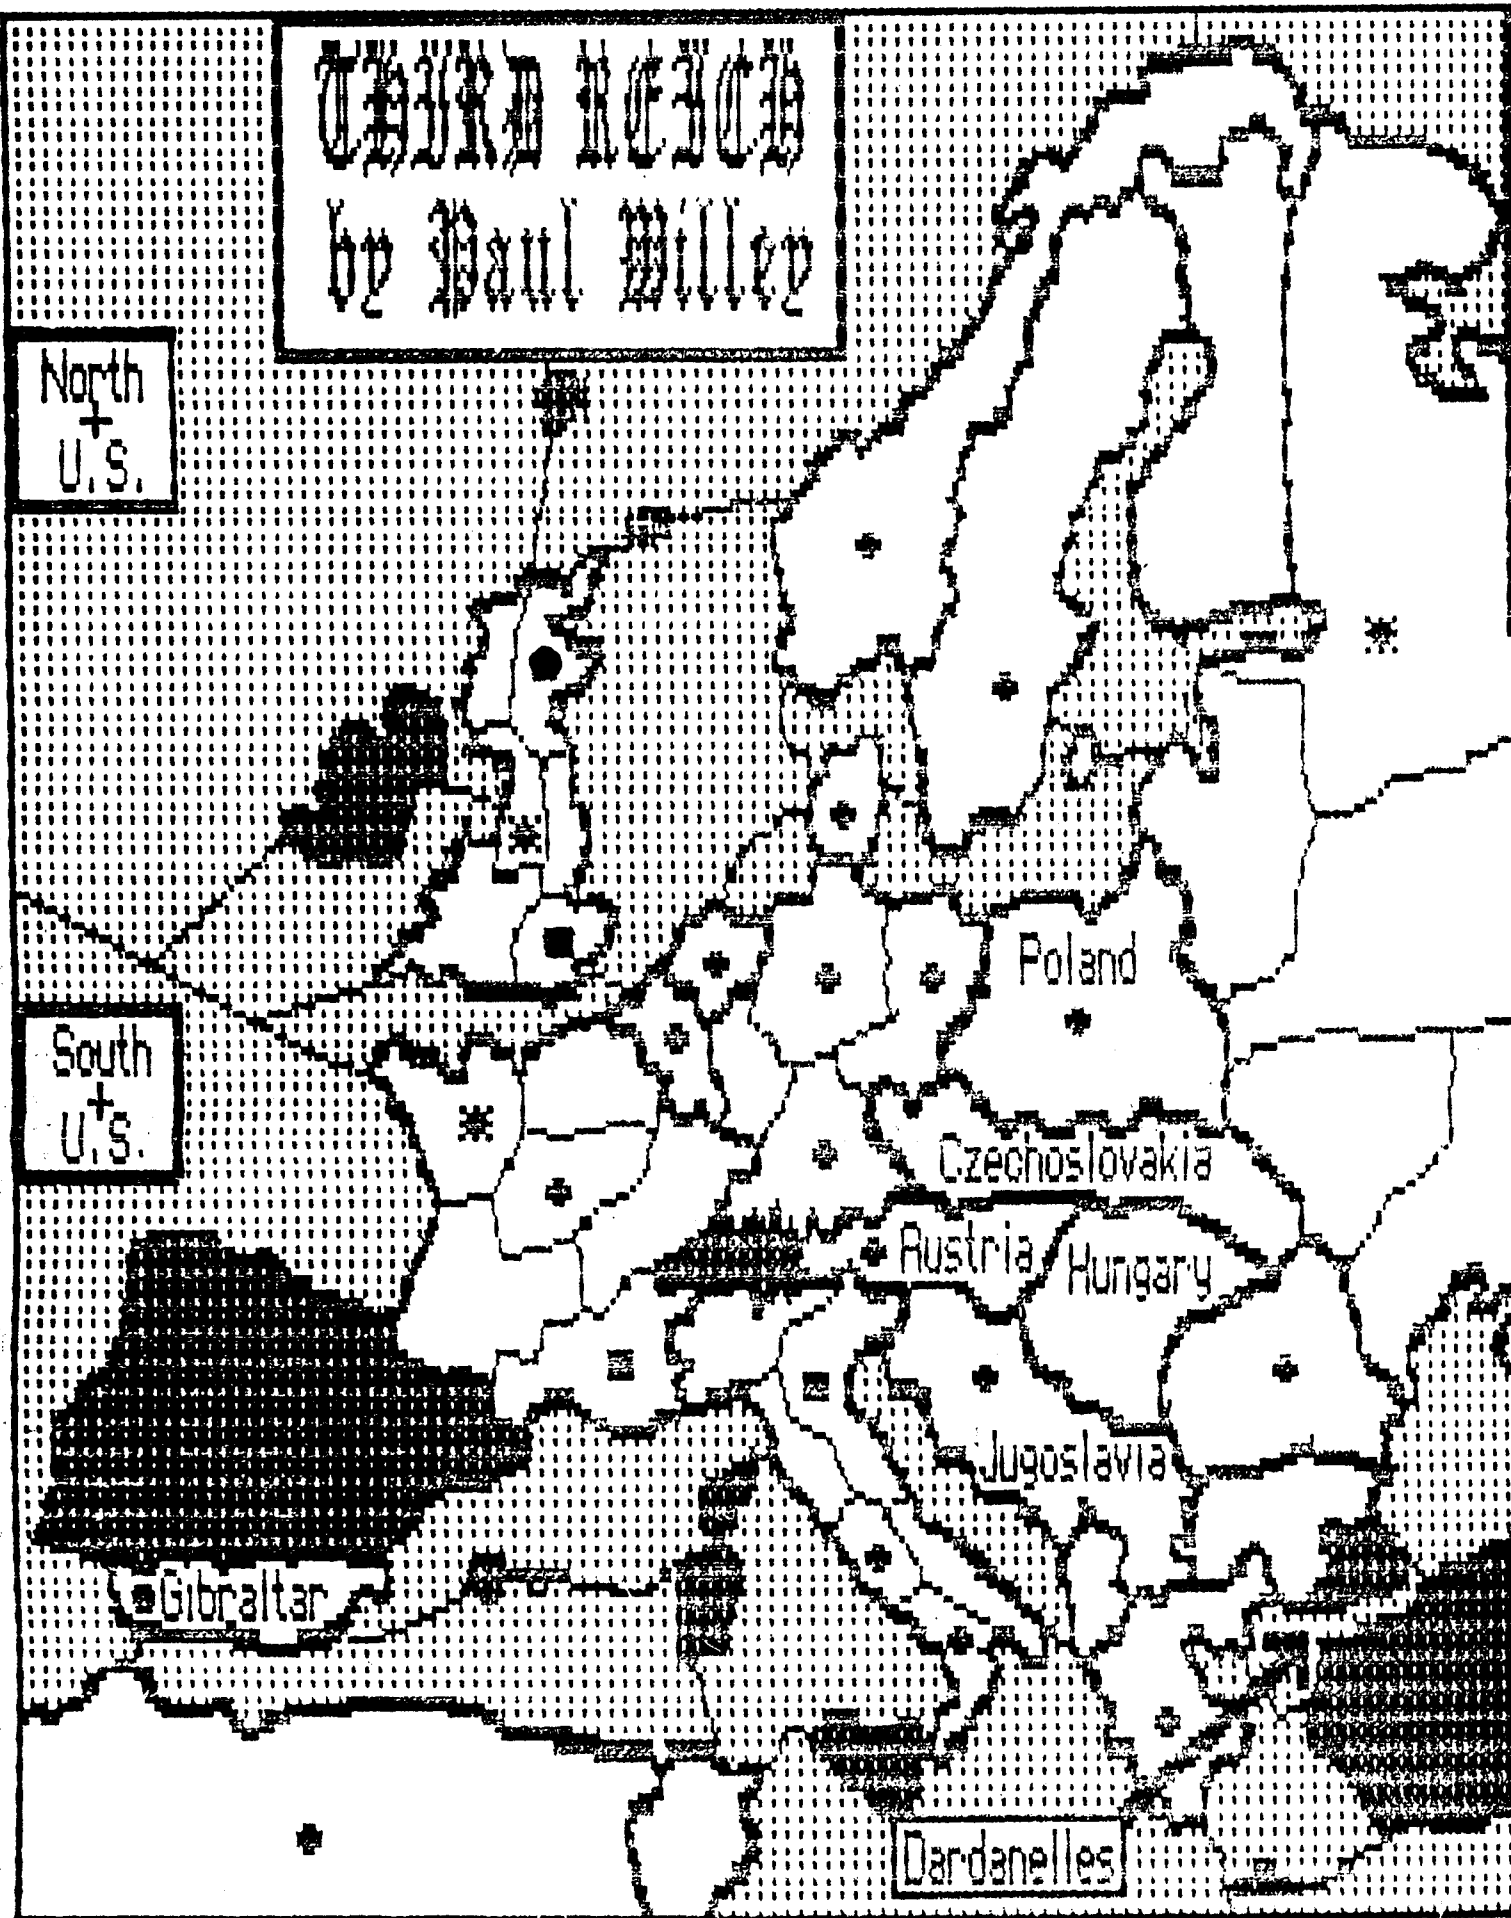 THIRD REICH
by Paul Willey
North
+
U.S.
Poland
South
+
U.S.
Czechoslovakia
Austria
Hungary
Jugoslavia
Gibraltar
Dardanelles